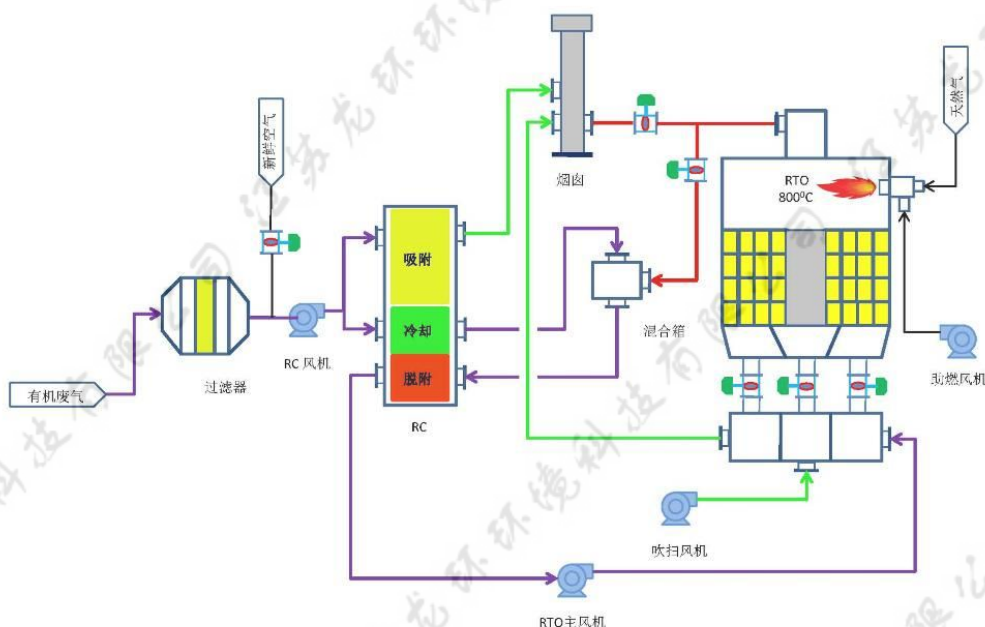 新鲜空气
天然气
烟囱
RTO
800⁰C
吸附
冷却
脱附
RC
混合箱
RC 风机
过滤器
有机废气
助燃风机
吹扫风机
RTO主风机